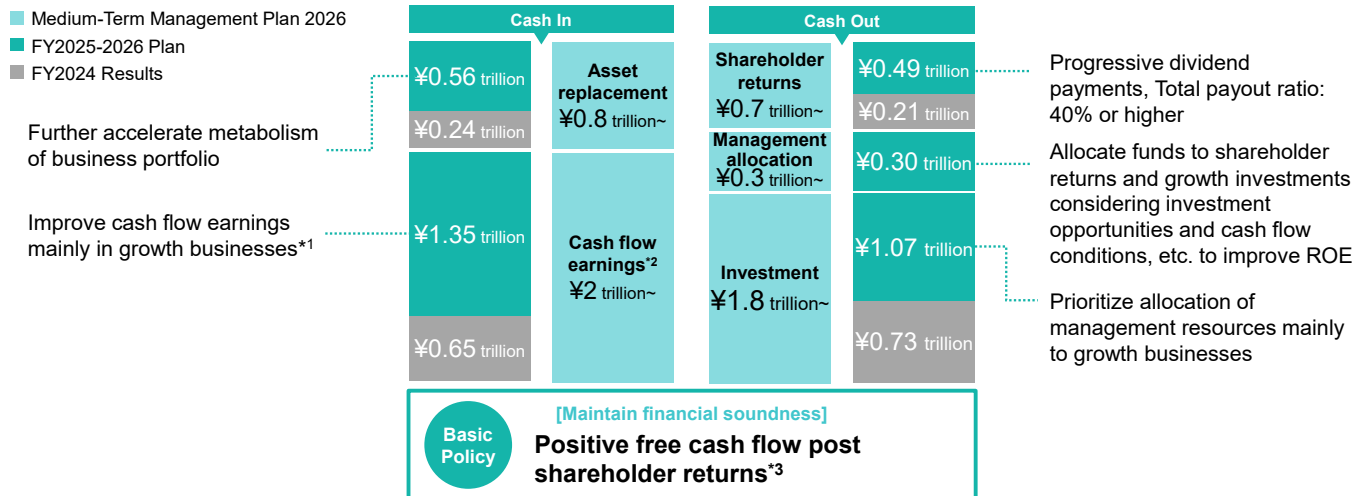 Medium-Term Management Plan 2026
FY2025-2026 Plan
FY2024 Results
Further accelerate metabolism
of business portfolio
Improve cash flow earnings
mainly in growth businesses*1
Cash In
¥0.56 trillion
¥0.24 trillion
¥1.35 trillion
¥0.65 trillion
Asset
replacement
¥0.8 trillion~
Cash flow
earnings*2
¥2 trillion~
Cash Out
Shareholder
returns
¥0.7 trillion~
Management
allocation
¥0.3 trillion~
Investment
¥1.8 trillion~
¥0.49 trillion
¥0.21 trillion
¥0.30 trillion
¥1.07 trillion
¥0.73 trillion
Progressive dividend
payments, Total payout ratio:
40% or higher
Allocate funds to shareholder
returns and growth investments
considering investment
opportunities and cash flow
conditions, etc. to improve ROE
Prioritize allocation of
management resources mainly
to growth businesses
Basic
Policy
[Maintain financial soundness]
Positive free cash flow post
shareholder returns*3